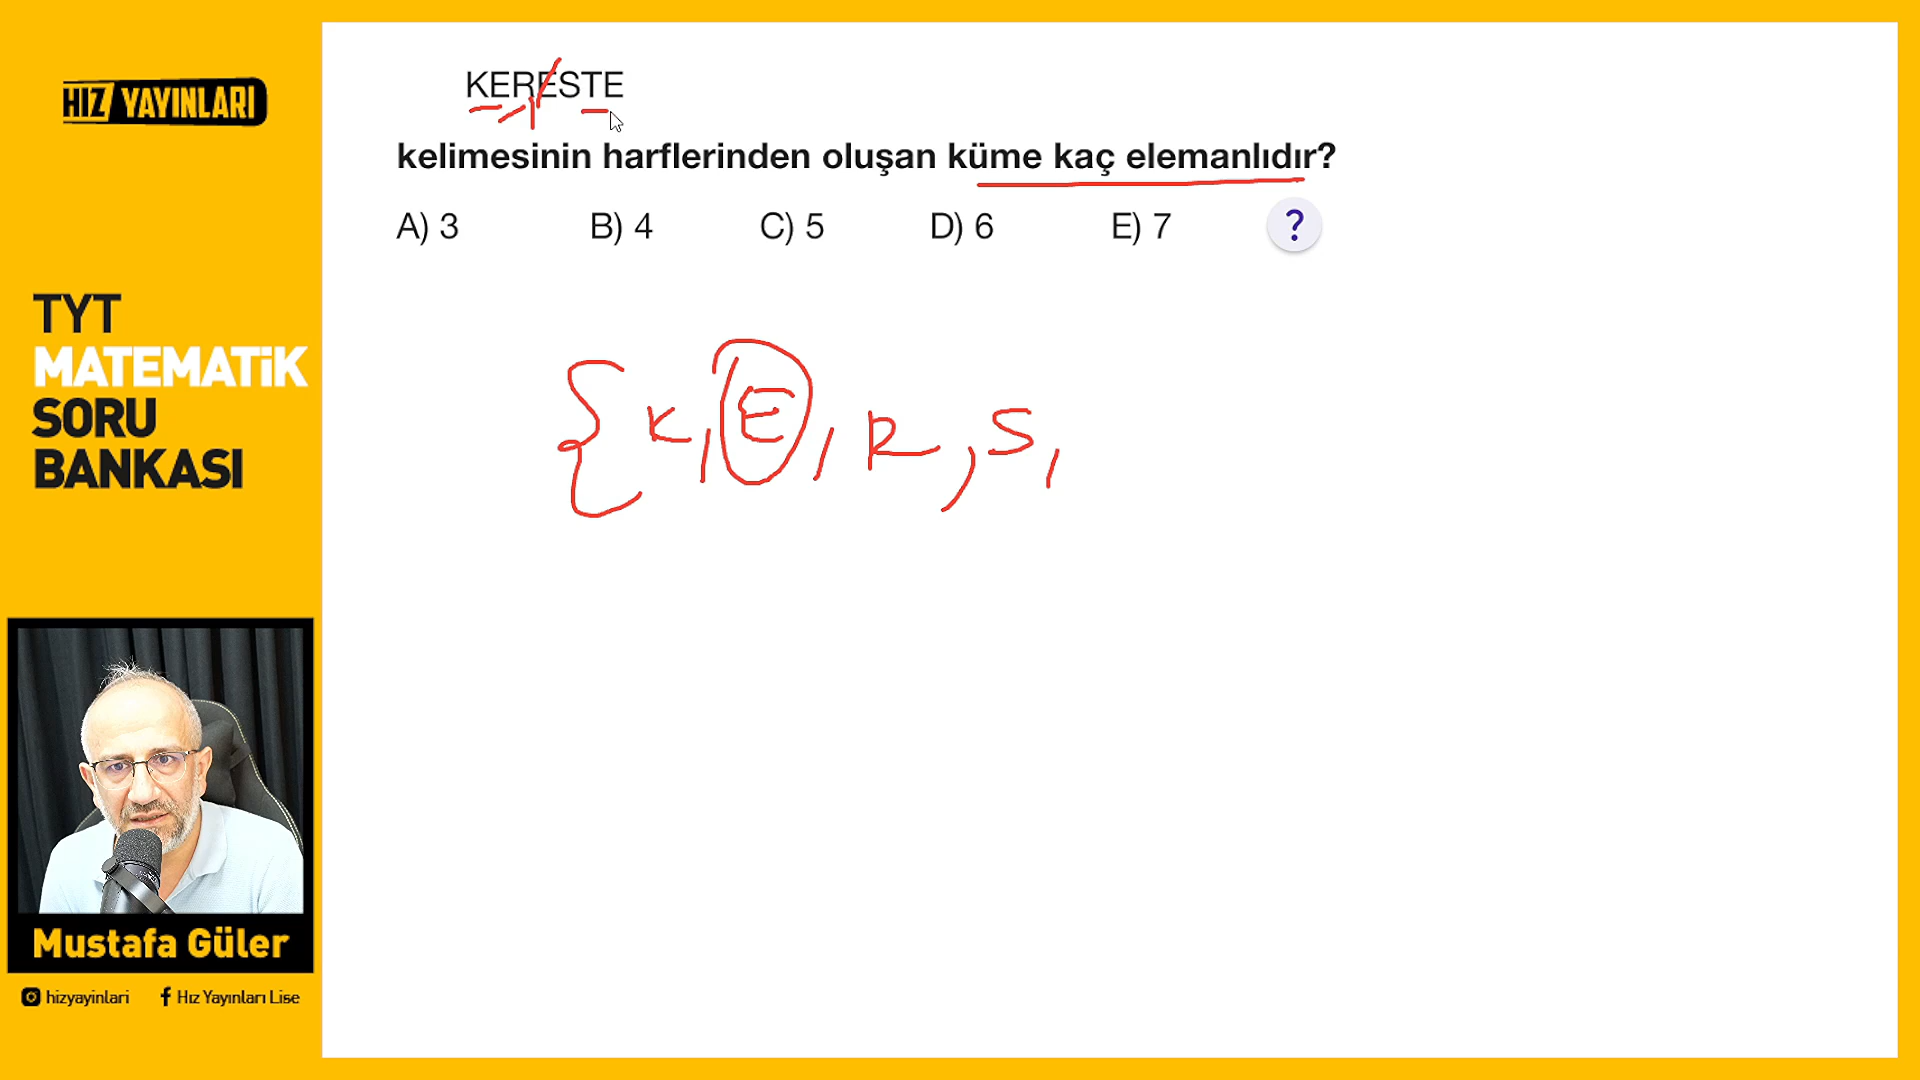 HIZ YAYINLARI
TYT
MATEMATİK
SORU
BANKASI
KERESTE
kelimesinin harflerinden oluşan küme kaç elemanlıdır?
A) 3 B) 4 C) 5 D) 6 E) 7 ?
{ K, E, R, S,
Mustafa Güler
hizyayinlari Hız Yayınları Lise